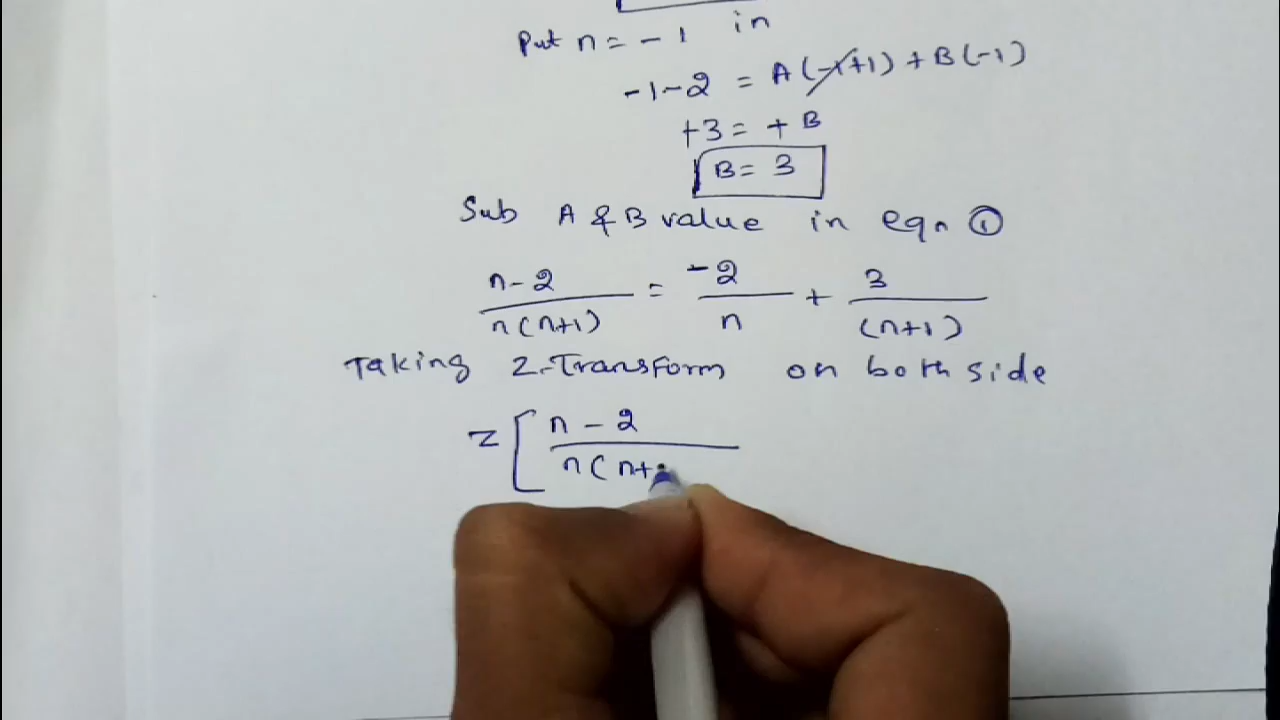 Put n = - 1 in
-1-2 = A(-1+1) + B(-1)
+3 = + B
B = 3
Sub A & B value in eqn ①
n-2 / n(n+1) = -2 / n + 3 / (n+1)
Taking Z-Transform on both side
Z [ n - 2 / n(n+